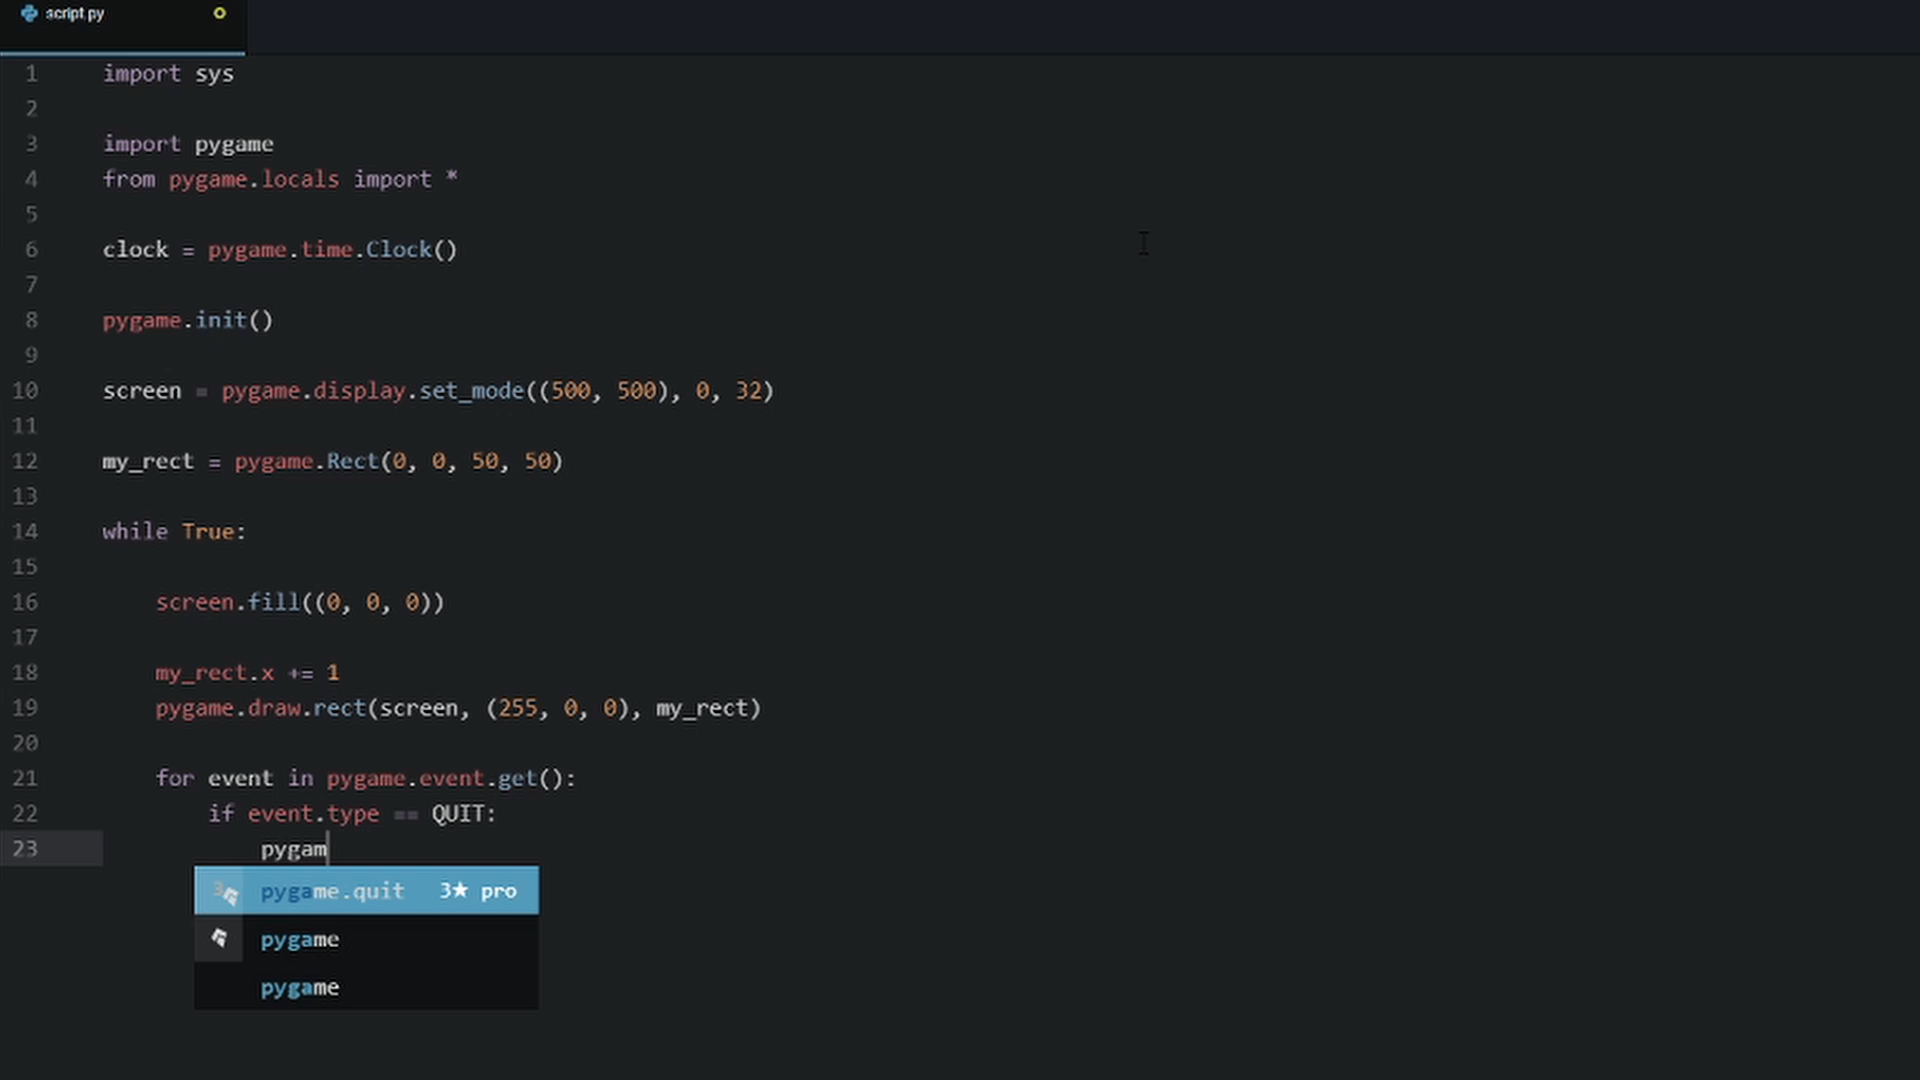 script.py
1 import sys
2
3 import pygame
4 from pygame.locals import *
5
6 clock = pygame.time.Clock()
7
8 pygame.init()
9
10 screen = pygame.display.set_mode((500, 500), 0, 32)
11
12 my_rect = pygame.Rect(0, 0, 50, 50)
13
14 while True:
15
16 screen.fill((0, 0, 0))
17
18 my_rect.x += 1
19 pygame.draw.rect(screen, (255, 0, 0), my_rect)
20
21 for event in pygame.event.get():
22 if event.type == QUIT:
23 pygam
pygame.quit 3★ pro
pygame
pygame